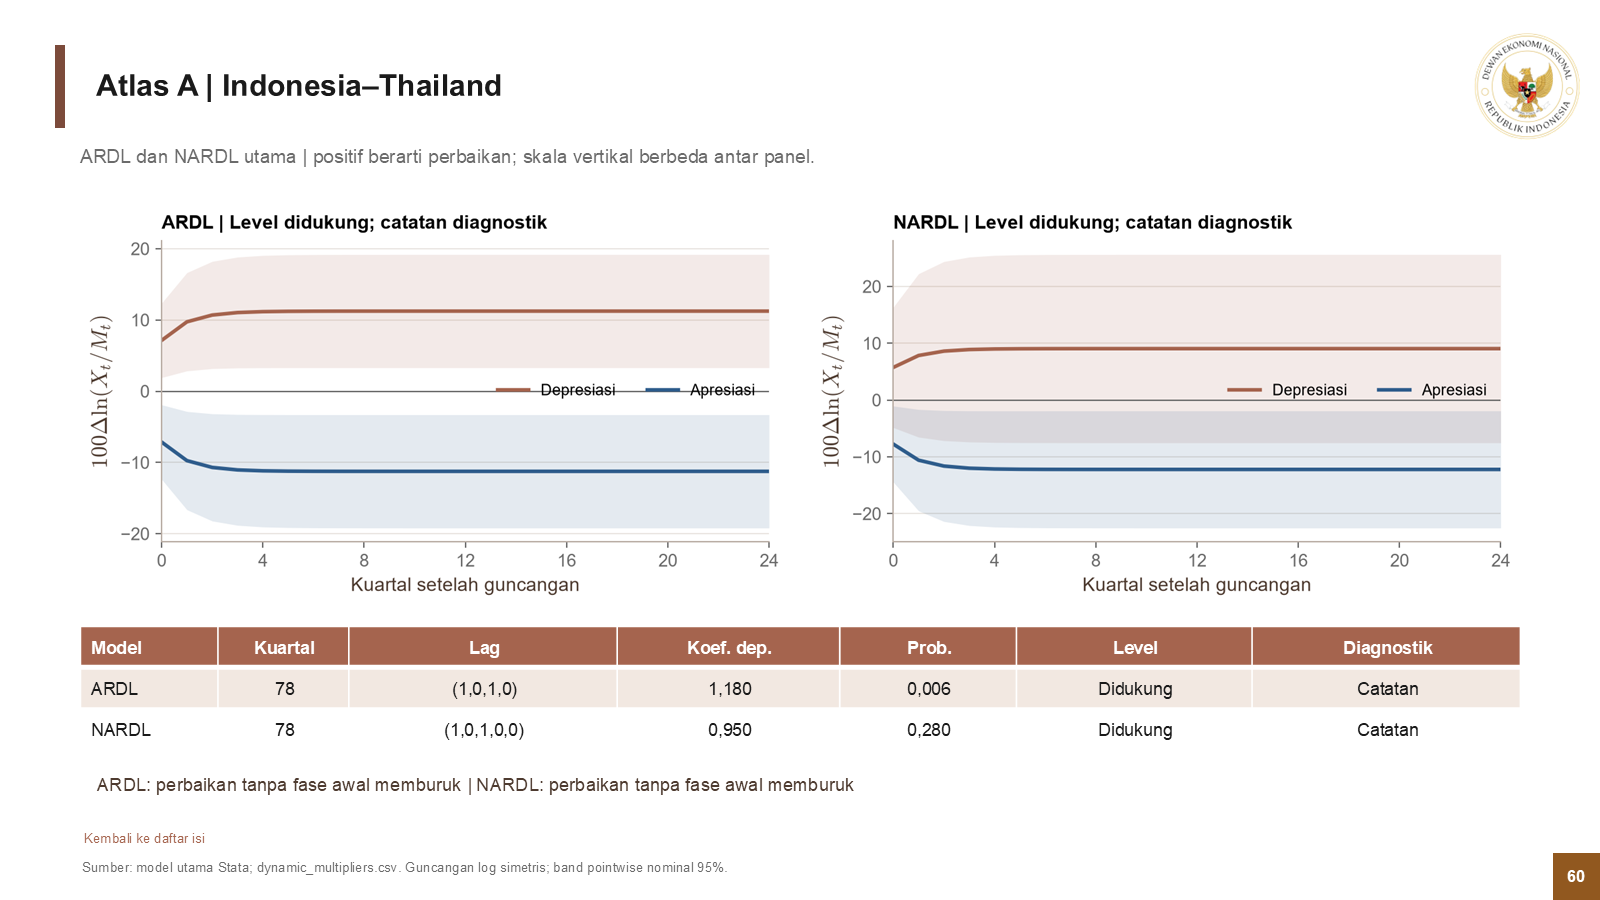 Atlas A | Indonesia–Thailand
DEWAN EKONOMI NASIONAL
REPUBLIK INDONESIA
ARDL dan NARDL utama | positif berarti perbaikan; skala vertikal berbeda antar panel.
ARDL | Level didukung; catatan diagnostik
20
10
0
−10
−20
100Δln(Xₜ/Mₜ)
Depresiasi Apresiasi
0 4 8 12 16 20 24
Kuartal setelah guncangan
NARDL | Level didukung; catatan diagnostik
20
10
0
−10
−20
100Δln(Xₜ/Mₜ)
Depresiasi Apresiasi
0 4 8 12 16 20 24
Kuartal setelah guncangan
Model Kuartal Lag Koef. dep. Prob. Level Diagnostik
ARDL 78 (1,0,1,0) 1,180 0,006 Didukung Catatan
NARDL 78 (1,0,1,0,0) 0,950 0,280 Didukung Catatan
ARDL: perbaikan tanpa fase awal memburuk | NARDL: perbaikan tanpa fase awal memburuk
Kembali ke daftar isi
Sumber: model utama Stata; dynamic_multipliers.csv. Guncangan log simetris; band pointwise nominal 95%.
60